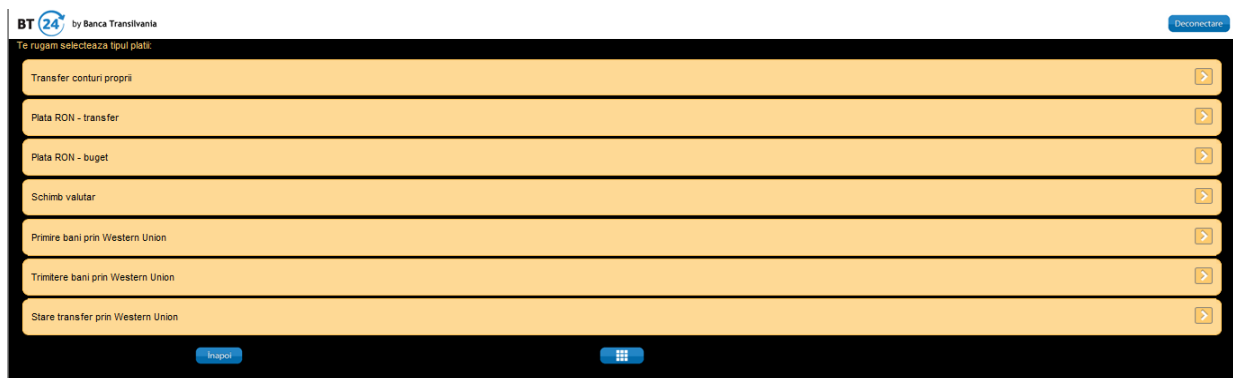 BT 24 by Banca Transilvania
Deconectare
Te rugam selecteaza tipul platii:
Transfer conturi proprii
Plata RON - transfer
Plata RON - buget
Schimb valutar
Primire bani prin Western Union
Trimitere bani prin Western Union
Stare transfer prin Western Union
Înapoi